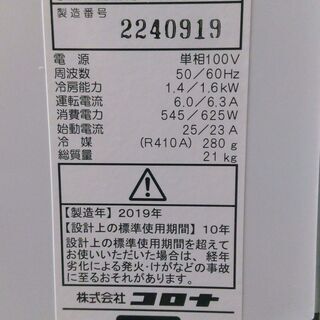 製造番号
2240919
電源 単相100V
周波数 50/60Hz
冷房能力 1.4/1.6kW
運転電流 6.0/6.3A
消費電力 545/625W
始動電流 25/23A
冷媒 (R410A) 280g
総質量 21kg
【製造年】2019年
【設計上の標準使用期間】10年
設計上の標準使用期間を超えて
お使いいただいた場合は、経年
劣化による発火・けがなどの事故
に至るおそれがあります。
株式会社 コロナ